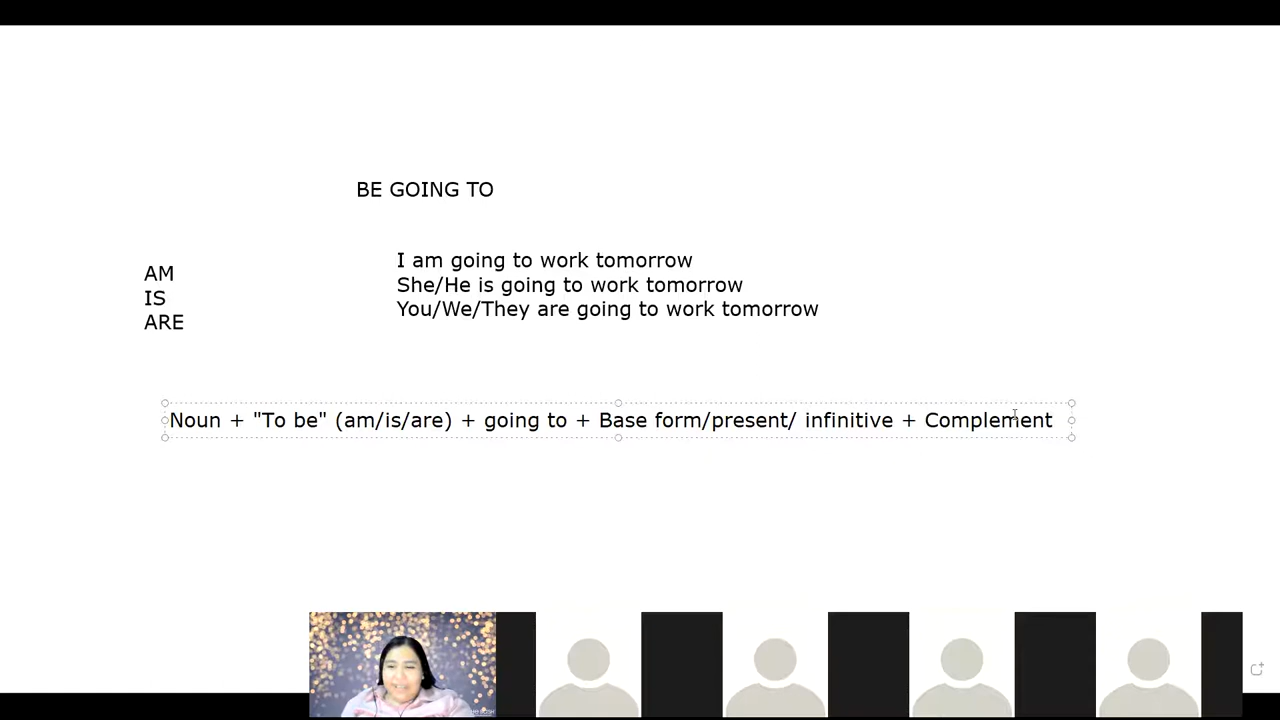 BE GOING TO
AM
IS
ARE
I am going to work tomorrow
She/He is going to work tomorrow
You/We/They are going to work tomorrow
Noun + "To be" (am/is/are) + going to + Base form/present/ infinitive + Complement